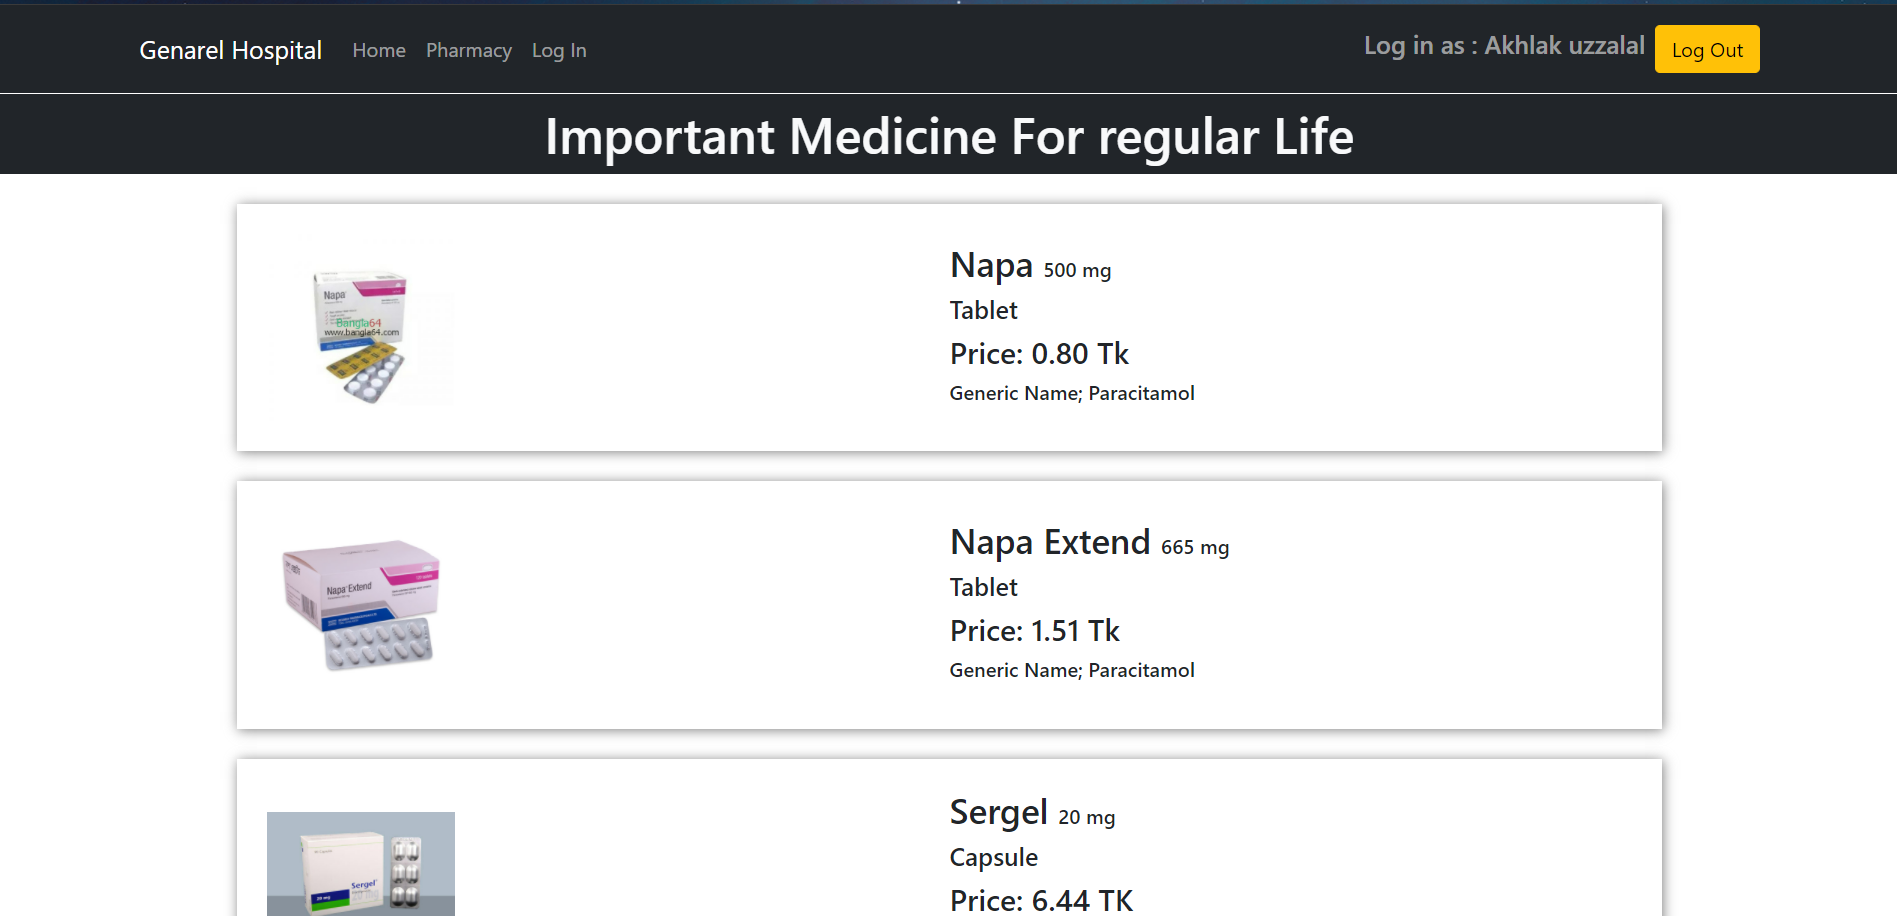 Genarel Hospital Home Pharmacy Log In Log in as : Akhlak uzzalal Log Out
Important Medicine For regular Life
Napa
Bangla64
www.bangla64.com
Napa 500 mg
Tablet
Price: 0.80 Tk
Generic Name; Paracitamol
Napa Extend
Napa Extend 665 mg
Tablet
Price: 1.51 Tk
Generic Name; Paracitamol
Sergel
20 mg
Sergel 20 mg
Capsule
Price: 6.44 TK